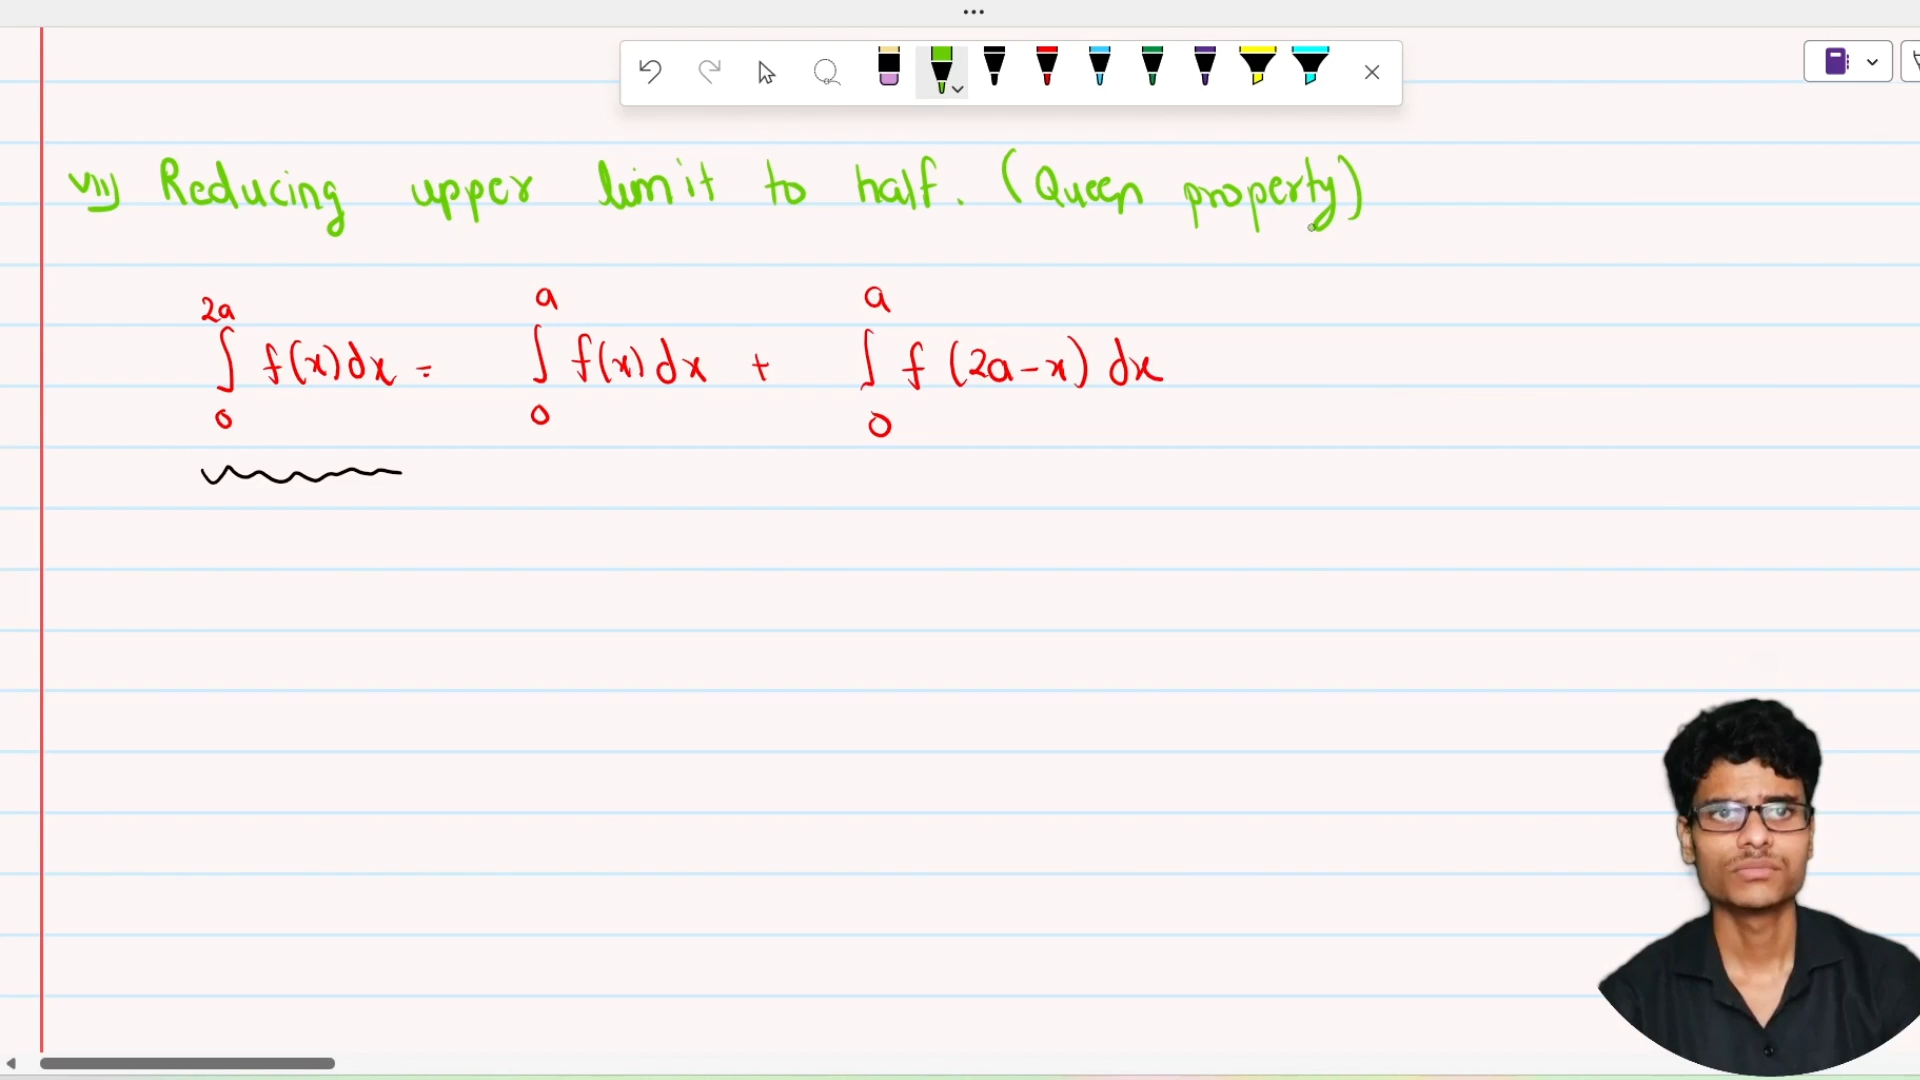 viii) Reducing upper limit to half. (Queen property)
∫₀²ᵃ f(x)dx = ∫₀ᵃ f(x)dx + ∫₀ᵃ f(2a-x) dx